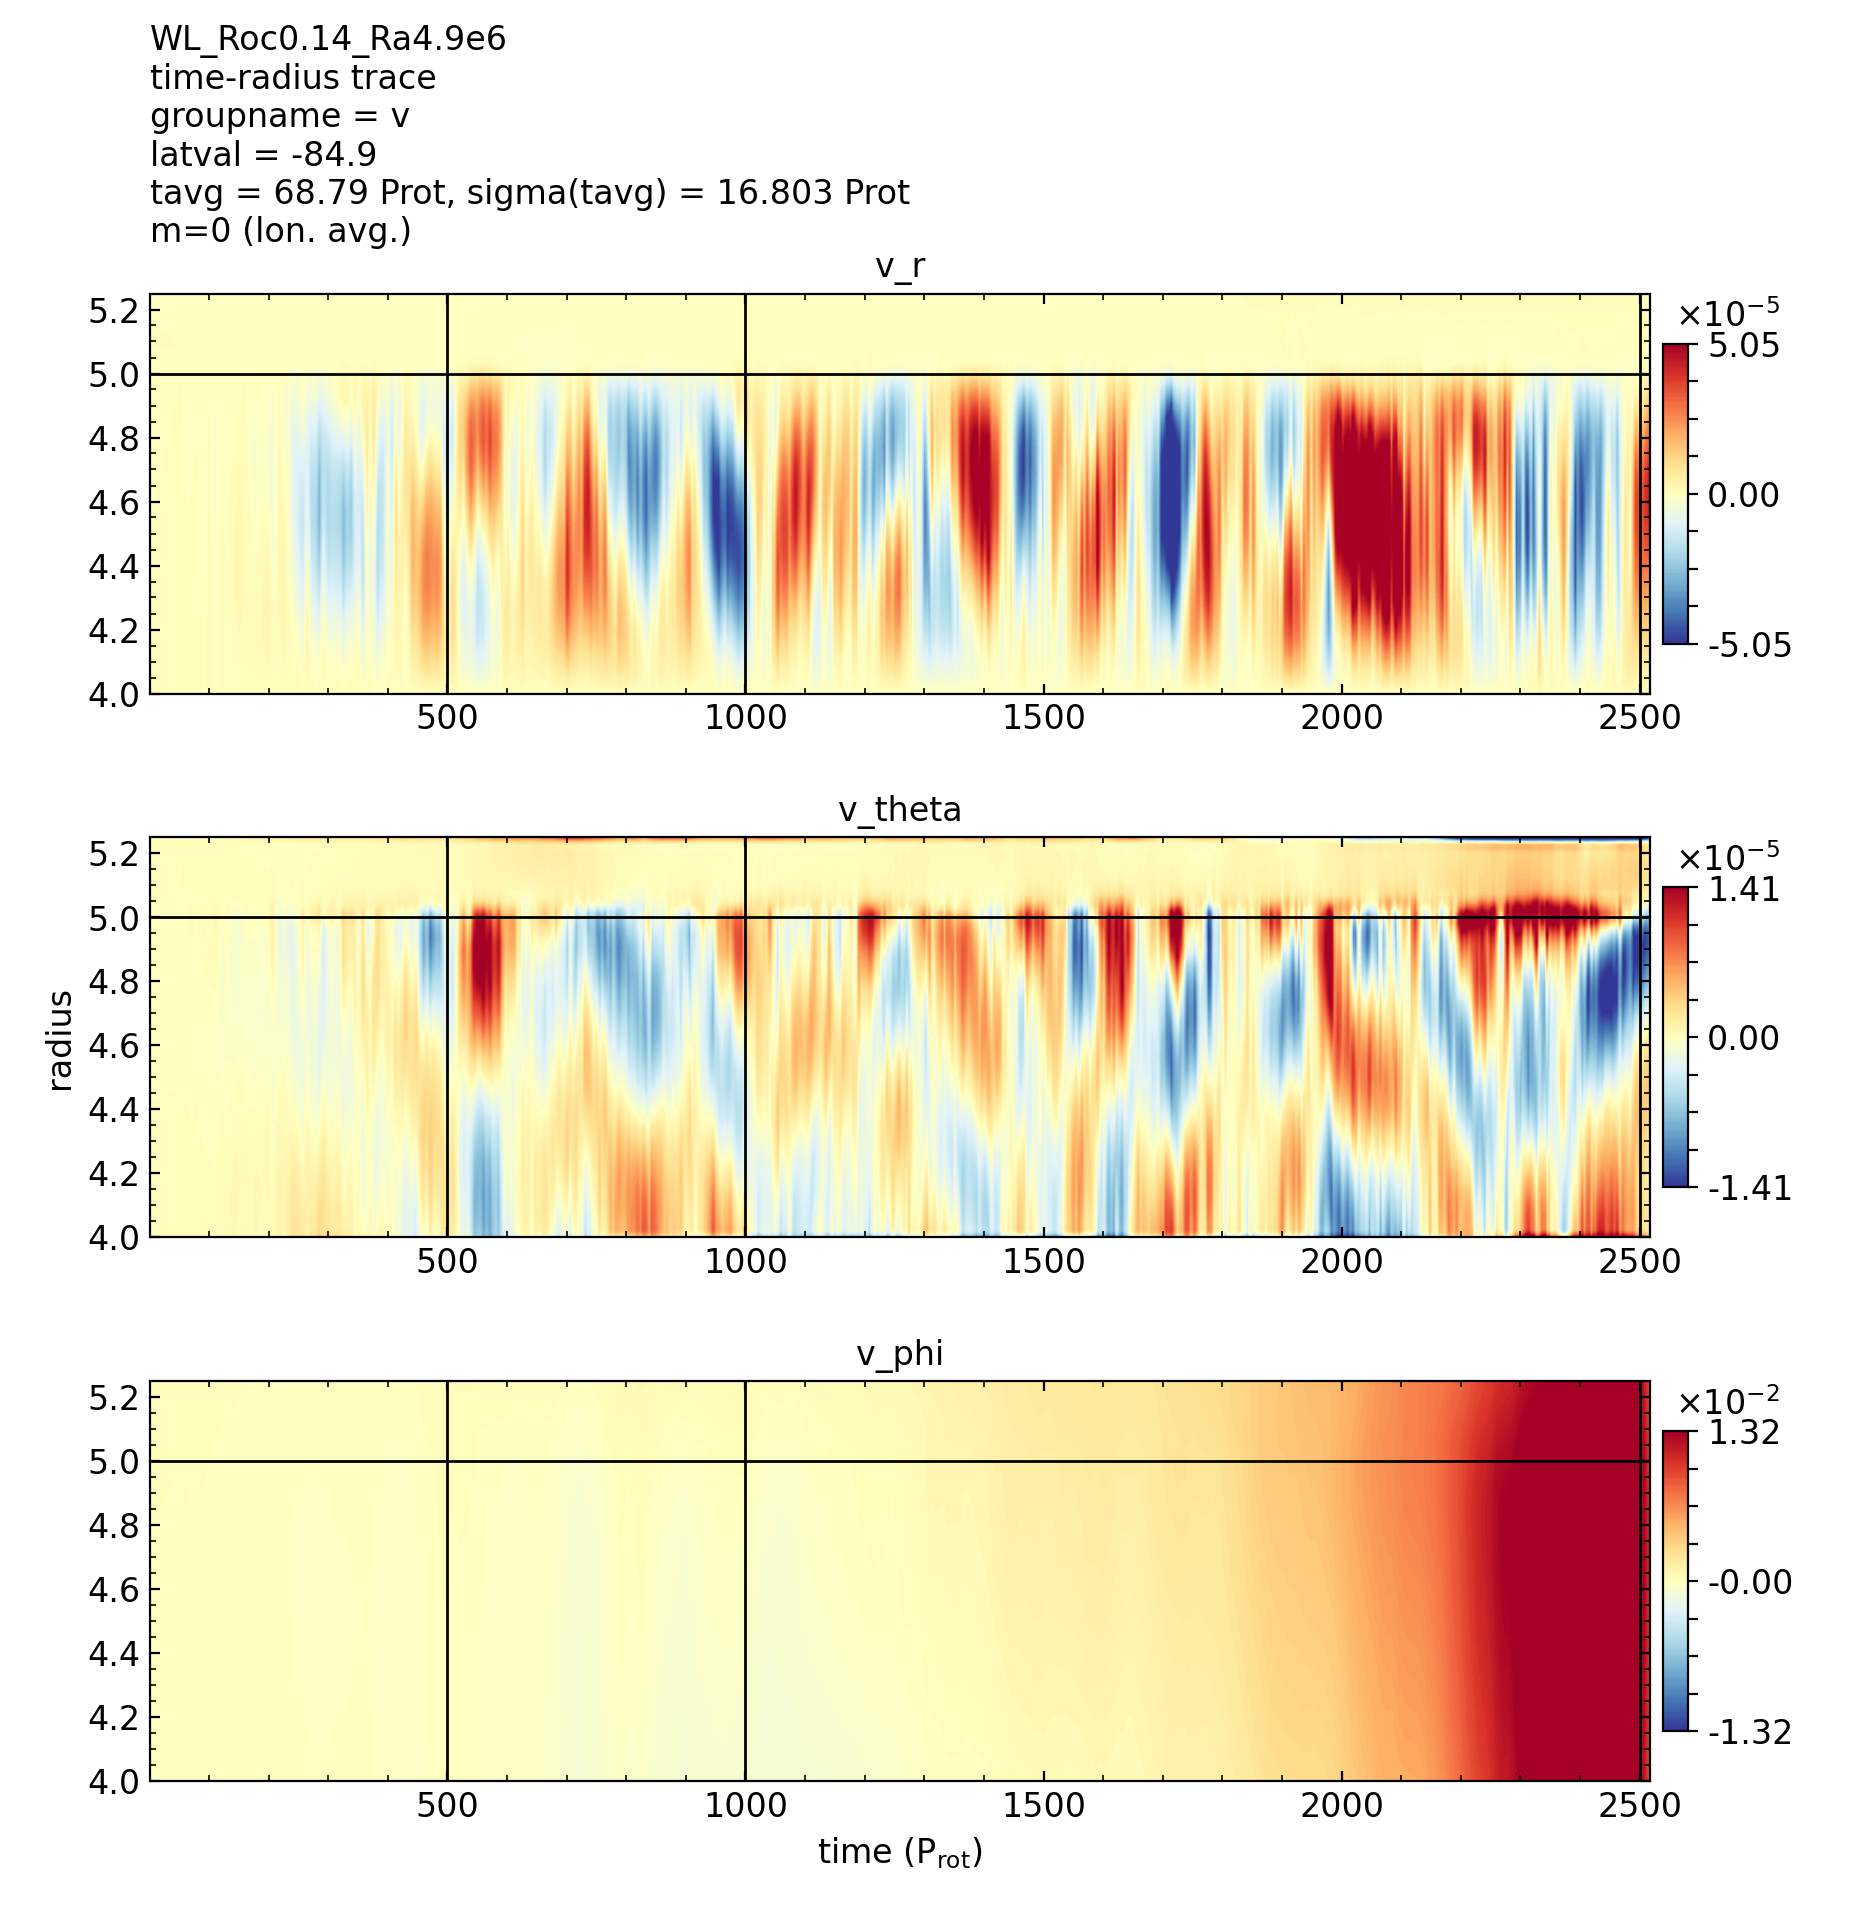 WL_Roc0.14_Ra4.9e6
time-radius trace
groupname = v
latval = -84.9
tavg = 68.79 Prot, sigma(tavg) = 16.803 Prot
m=0 (lon. avg.)
v_r
5.2
5.0
4.8
4.6
4.4
4.2
4.0
500 1000 1500 2000 2500
×10⁻⁵
5.05
0.00
-5.05
v_theta
radius
5.2
5.0
4.8
4.6
4.4
4.2
4.0
500 1000 1500 2000 2500
×10⁻⁵
1.41
0.00
-1.41
v_phi
5.2
5.0
4.8
4.6
4.4
4.2
4.0
500 1000 1500 2000 2500
×10⁻²
1.32
-0.00
-1.32
time (P_rot)